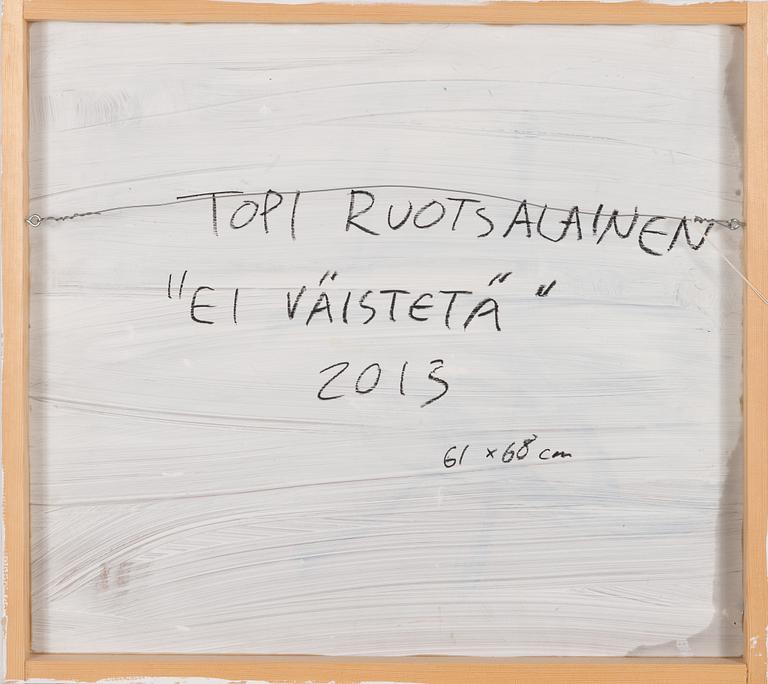 TOPI RUOTSALAINEN
"EI VÄISTETÄ"
2013
61 x 68 cm